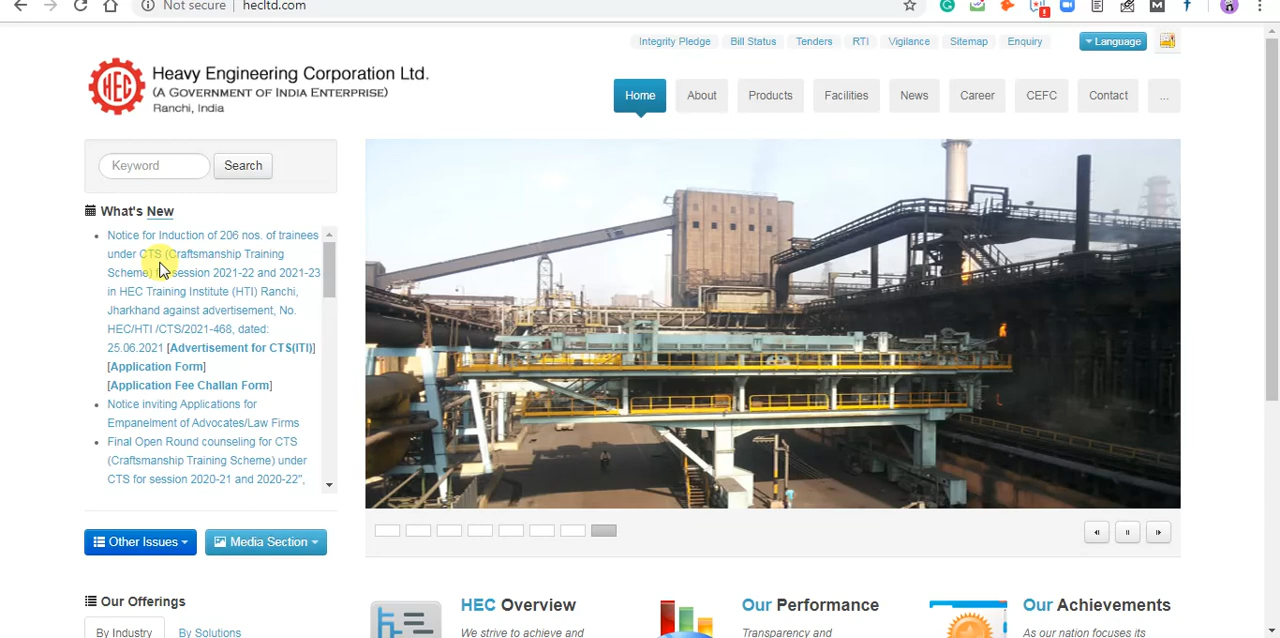 Not secure hecltd.com
Integrity Pledge Bill Status Tenders RTI Vigilance Sitemap Enquiry Language
HEC
Heavy Engineering Corporation Ltd.
(A GOVERNMENT OF INDIA ENTERPRISE)
Ranchi, India
Home About Products Facilities News Career CEFC Contact ...
Keyword Search
What's New
Notice for Induction of 206 nos. of trainees
under CTS (Craftsmanship Training
Scheme) session 2021-22 and 2021-23
in HEC Training Institute (HTI) Ranchi,
Jharkhand against advertisement, No.
HEC/HTI /CTS/2021-468, dated:
25.06.2021 [Advertisement for CTS(ITI)]
[Application Form]
[Application Fee Challan Form]
Notice inviting Applications for
Empanelment of Advocates/Law Firms
Final Open Round counseling for CTS
(Craftsmanship Training Scheme) under
CTS for session 2020-21 and 2020-22",
Other Issues Media Section
Our Offerings
By Industry By Solutions
HEC Overview
We strive to achieve and
Our Performance
Transparency and
Our Achievements
As our nation focuses its